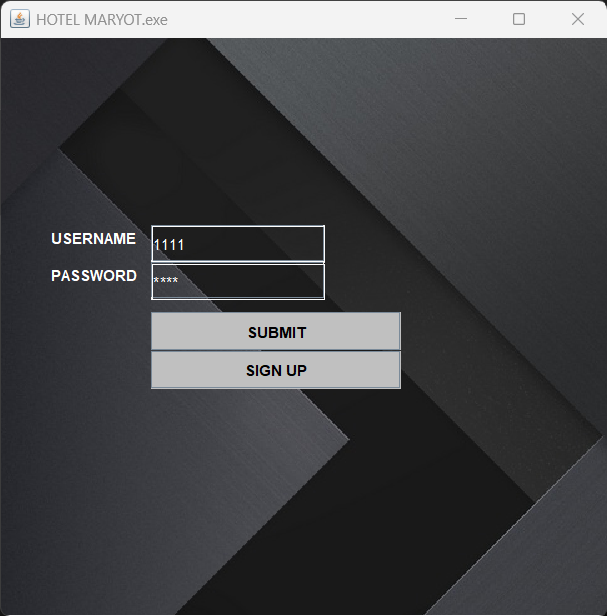 HOTEL MARYOT.exe
USERNAME 1111
PASSWORD ****
SUBMIT
SIGN UP